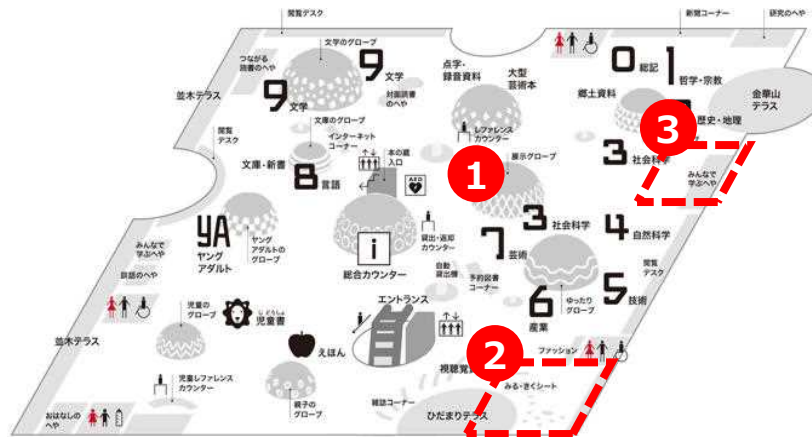 閲覧デスク
新聞コーナー
研究のへや
文学のグローブ
つながる
読書のへや
9
文学
9
文学
対面読書
のへや
点字・
録音資料
大型
芸術本
0
総記
1
哲学・宗教
郷土資料
金華山
テラス
歴史・地理
並木テラス
閲覧
デスク
文庫のグローブ
インターネット
コーナー
本の蔵
入口
レファレンス
カウンター
文庫・新書
8
言語
AED
1
展示グローブ
3
3
社会科学
みんなで
学ぶへや
YA
ヤング
アダルト
ヤング
アダルトの
グローブ
i
総合カウンター
貸出・返却
カウンター
自動
貸出機
予約図書
コーナー
3
社会科学
7
芸術
4
自然科学
閲覧
デスク
みんなで
学ぶへや
談話のへや
5
技術
6
産業
ゆったり
グローブ
児童の
グローブ
じどうしょ
児童書
エントランス
並木テラス
えほん
2
視聴覚
ファッション
みる・きくシート
児童レファレンス
カウンター
親子の
グローブ
雑誌コーナー
ひだまりテラス
おはなしの
へや